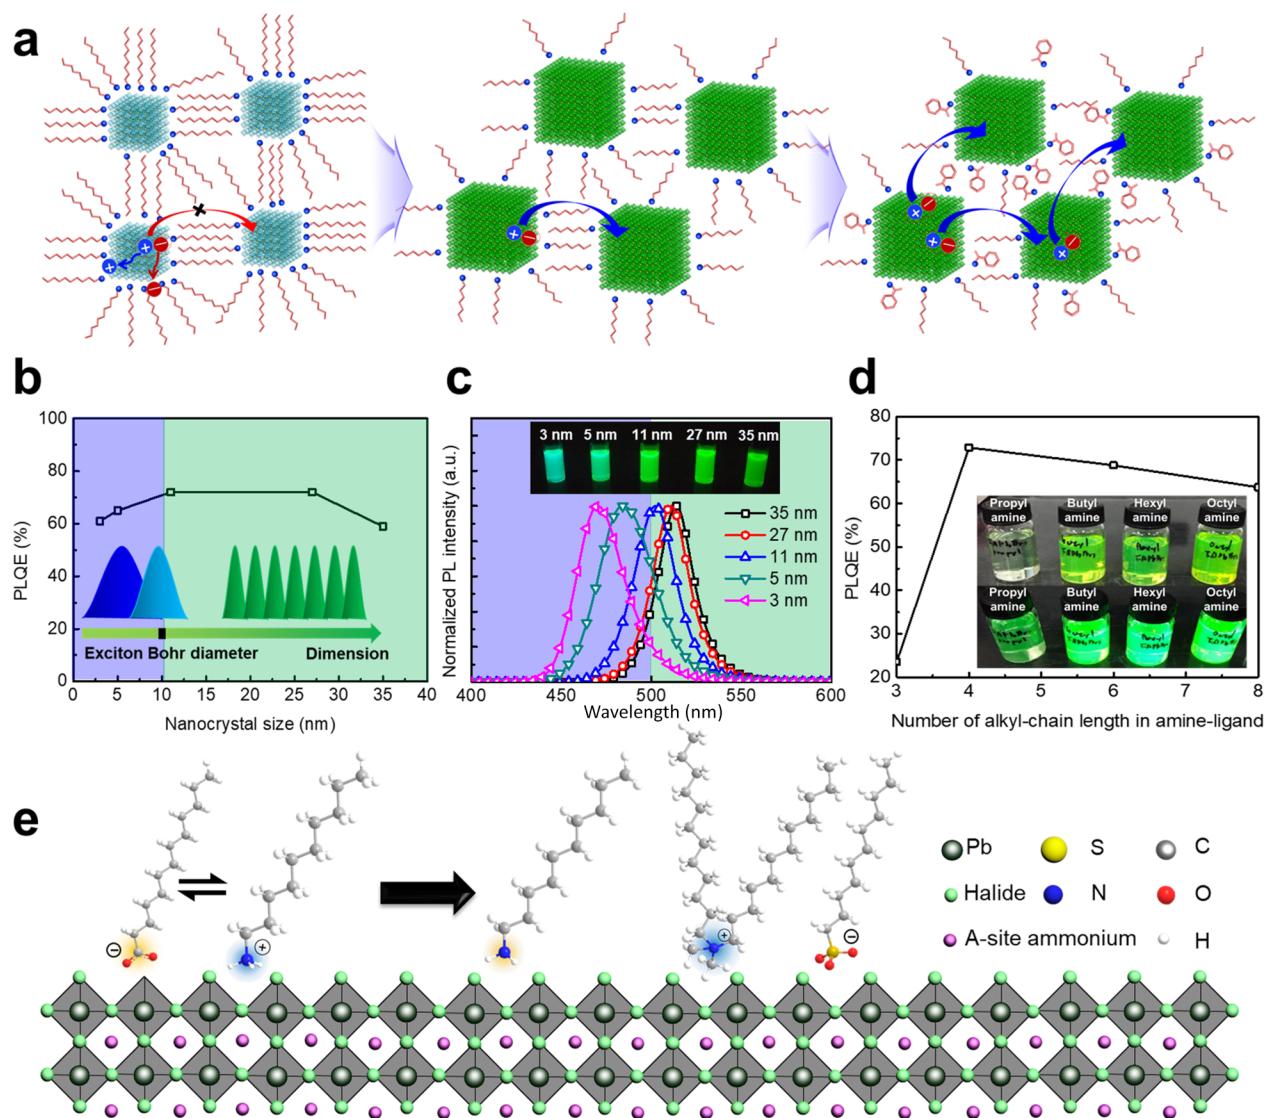 a
b
PLQE (%)
100
80
60
40
20
0
Exciton Bohr diameter
Dimension
0
5
10
15
20
25
30
35
40
Nanocrystal size (nm)
c
Normalized PL intensity (a.u.)
3 nm
5 nm
11 nm
27 nm
35 nm
35 nm
27 nm
11 nm
5 nm
3 nm
400
450
500
550
600
Wavelength (nm)
d
PLQE (%)
80
70
60
50
40
30
20
Propyl amine
Butyl amine
Hexyl amine
Octyl amine
Propyl amine
Butyl amine
Hexyl amine
Octyl amine
3
4
5
6
7
8
Number of alkyl-chain length in amine-ligand
e
Pb
S
C
Halide
N
O
A-site ammonium
H